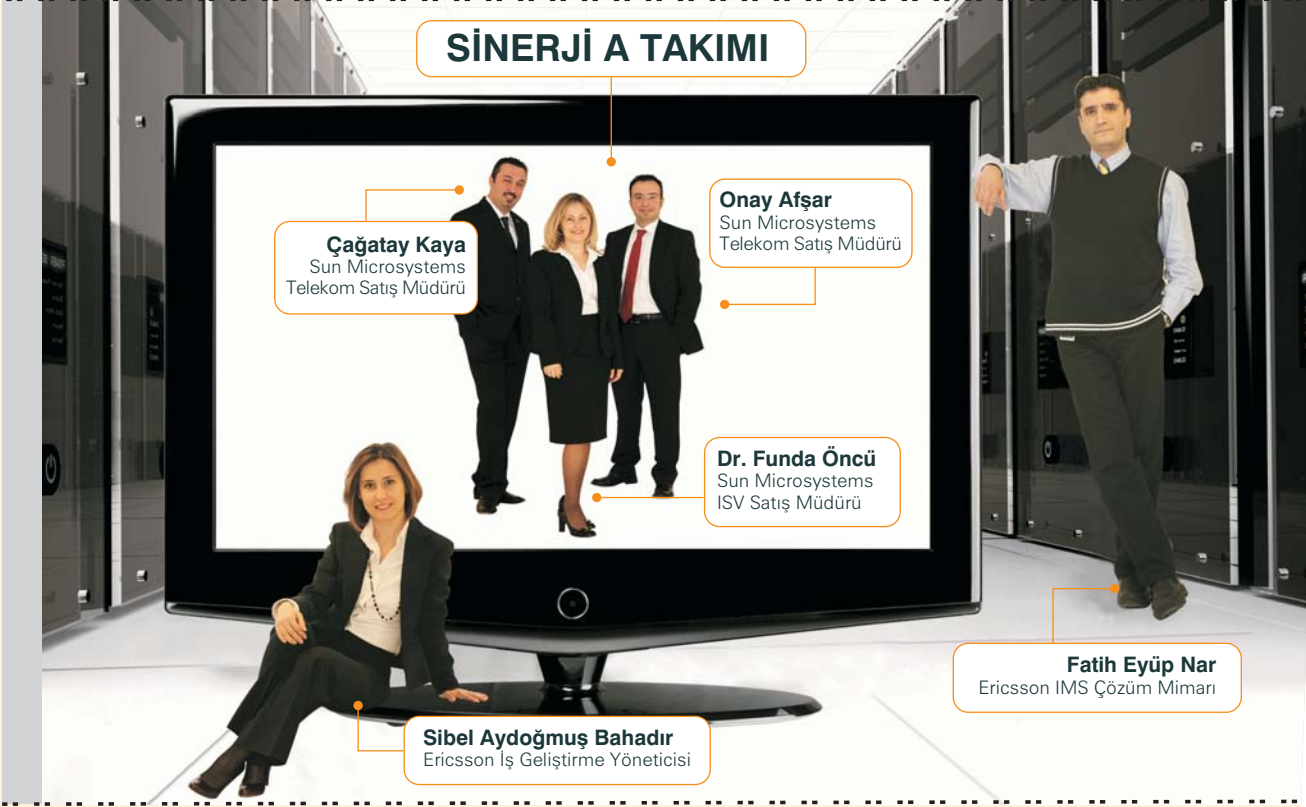 SİNERJİ A TAKIMI
Çağatay Kaya
Sun Microsystems
Telekom Satış Müdürü
Onay Afşar
Sun Microsystems
Telekom Satış Müdürü
Dr. Funda Öncü
Sun Microsystems
ISV Satış Müdürü
Fatih Eyüp Nar
Ericsson IMS Çözüm Mimarı
Sibel Aydoğmuş Bahadır
Ericsson İş Geliştirme Yöneticisi